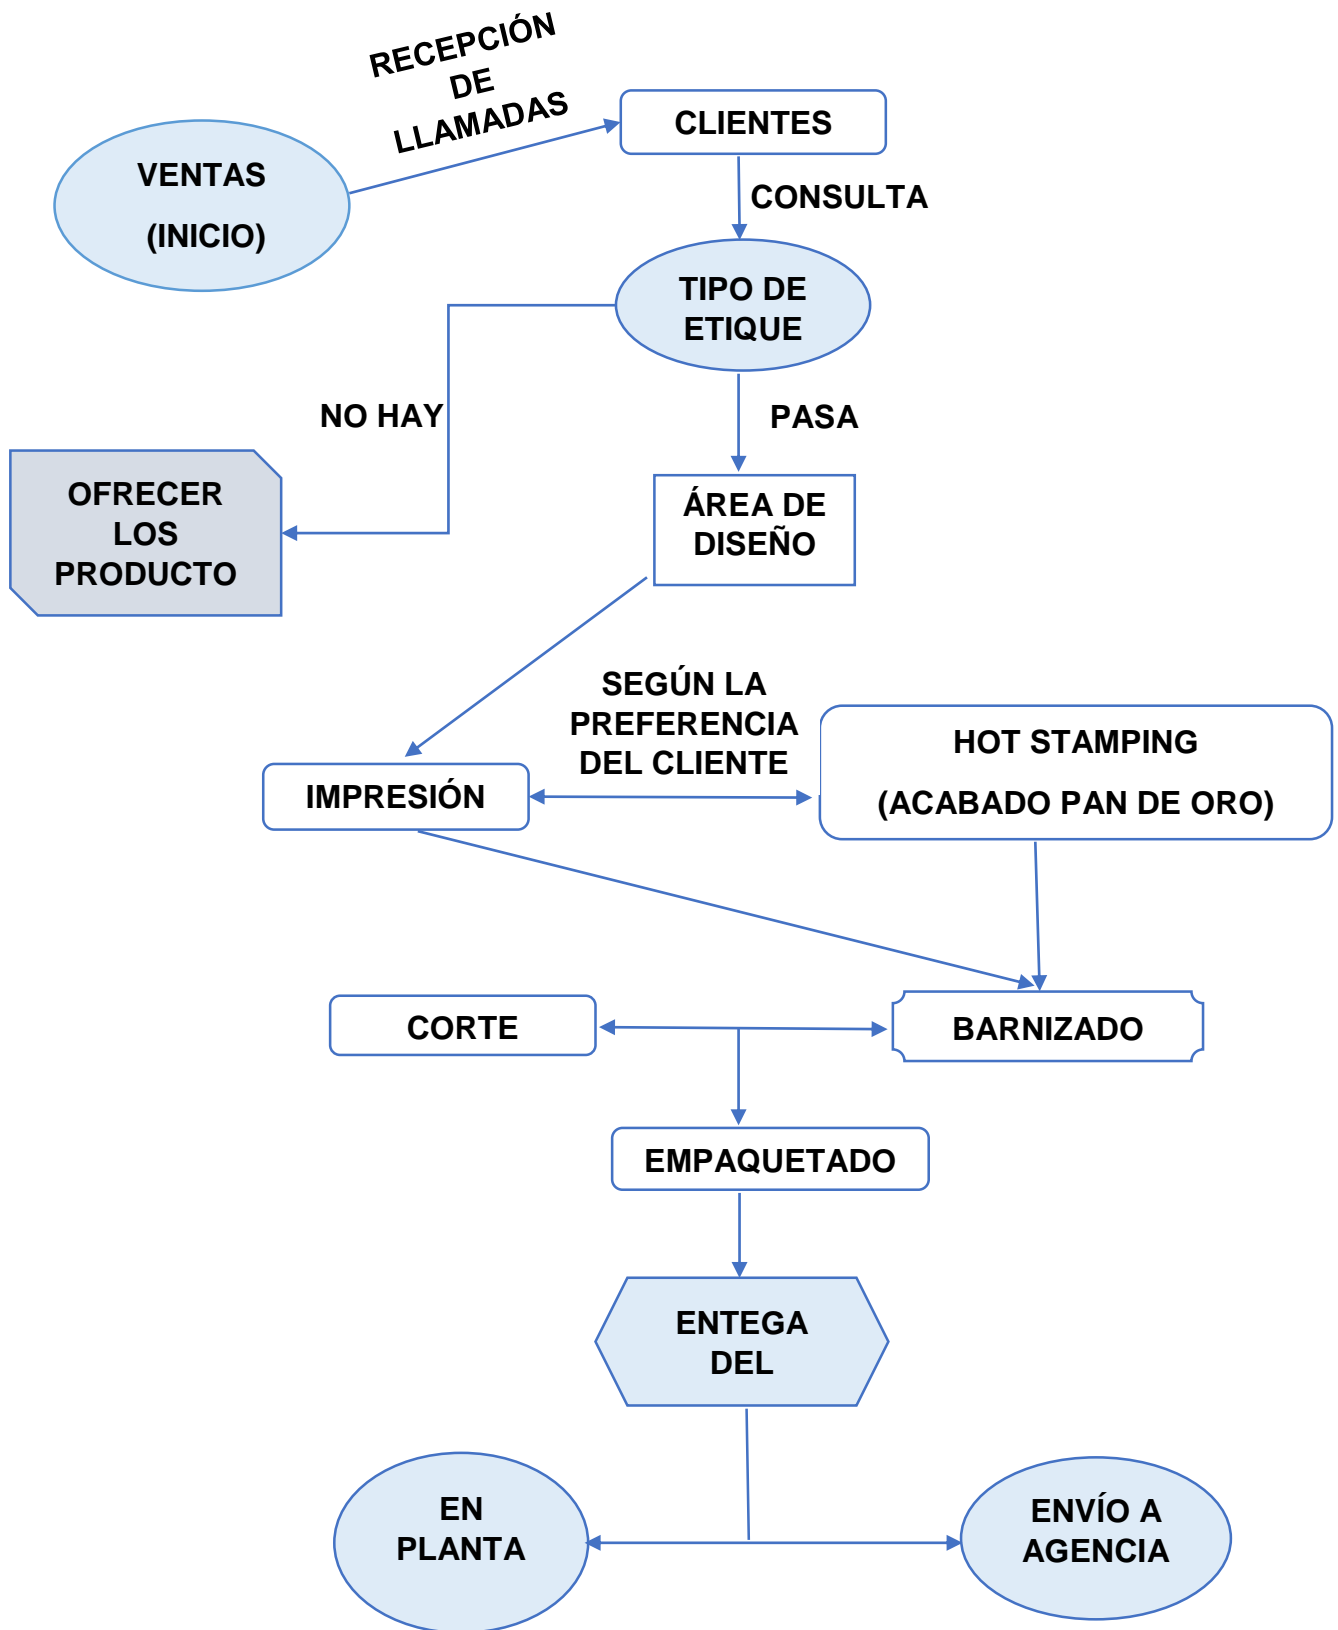 RECEPCIÓN
DE
LLAMADAS
CLIENTES
VENTAS
(INICIO)
CONSULTA
TIPO DE
ETIQUE
NO HAY
PASA
OFRECER
LOS
PRODUCTO
ÁREA DE
DISEÑO
SEGÚN LA
PREFERENCIA
DEL CLIENTE
HOT STAMPING
(ACABADO PAN DE ORO)
IMPRESIÓN
CORTE
BARNIZADO
EMPAQUETADO
ENTEGA
DEL
EN
PLANTA
ENVÍO A
AGENCIA